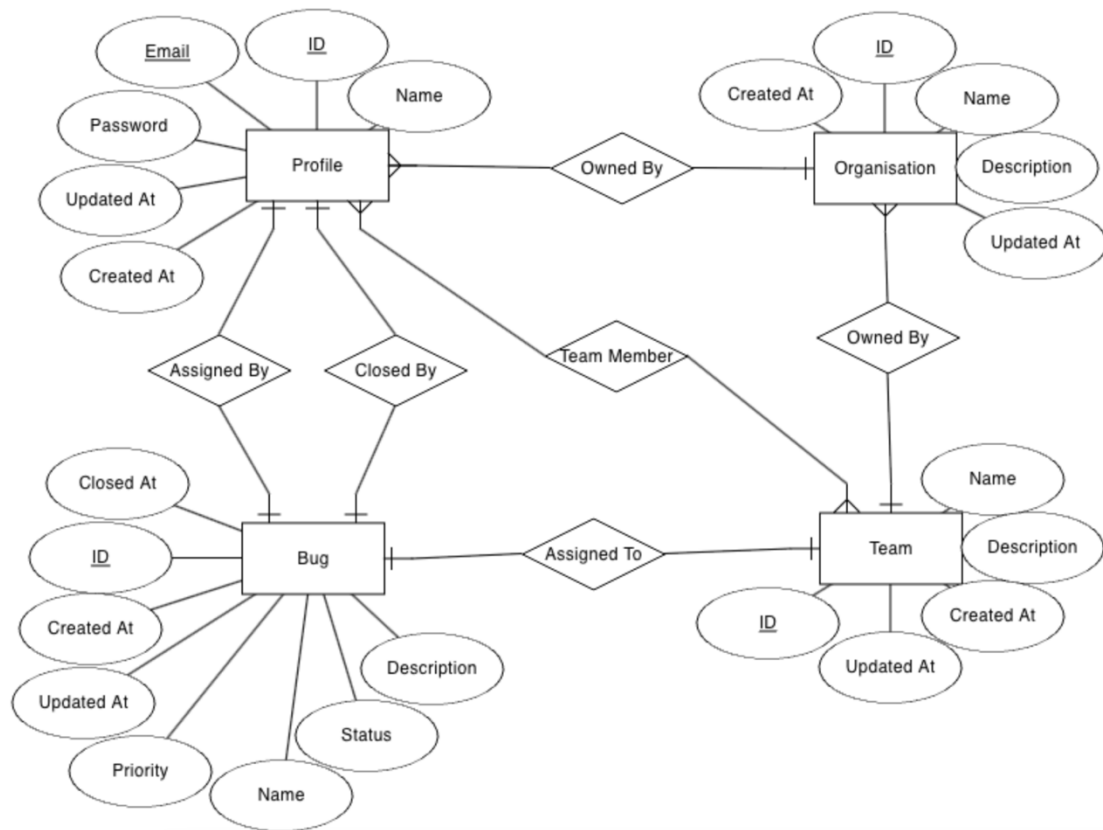 ID
Email
Name
Password
Profile
Updated At
Created At
ID
Created At
Name
Organisation
Description
Updated At
Owned By
Owned By
Assigned By
Closed By
Team Member
Closed At
ID
Bug
Created At
Updated At
Priority
Name
Status
Description
Assigned To
Name
Team
Description
Created At
ID
Updated At